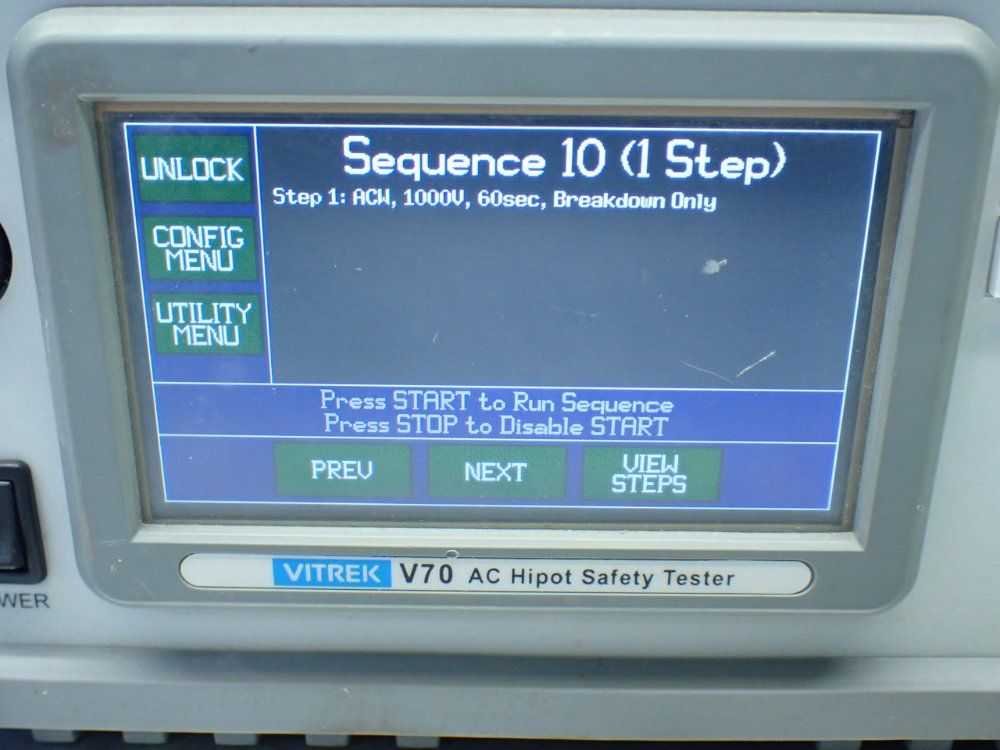 UNLOCK
CONFIG
MENU
UTILITY
MENU
Sequence 10 (1 Step)
Step 1: ACW, 1000V, 60sec, Breakdown Only
Press START to Run Sequence
Press STOP to Disable START
PREV
NEXT
VIEW
STEPS
VITREK V70 AC Hipot Safety Tester